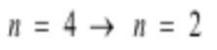 n = 4 → n = 2